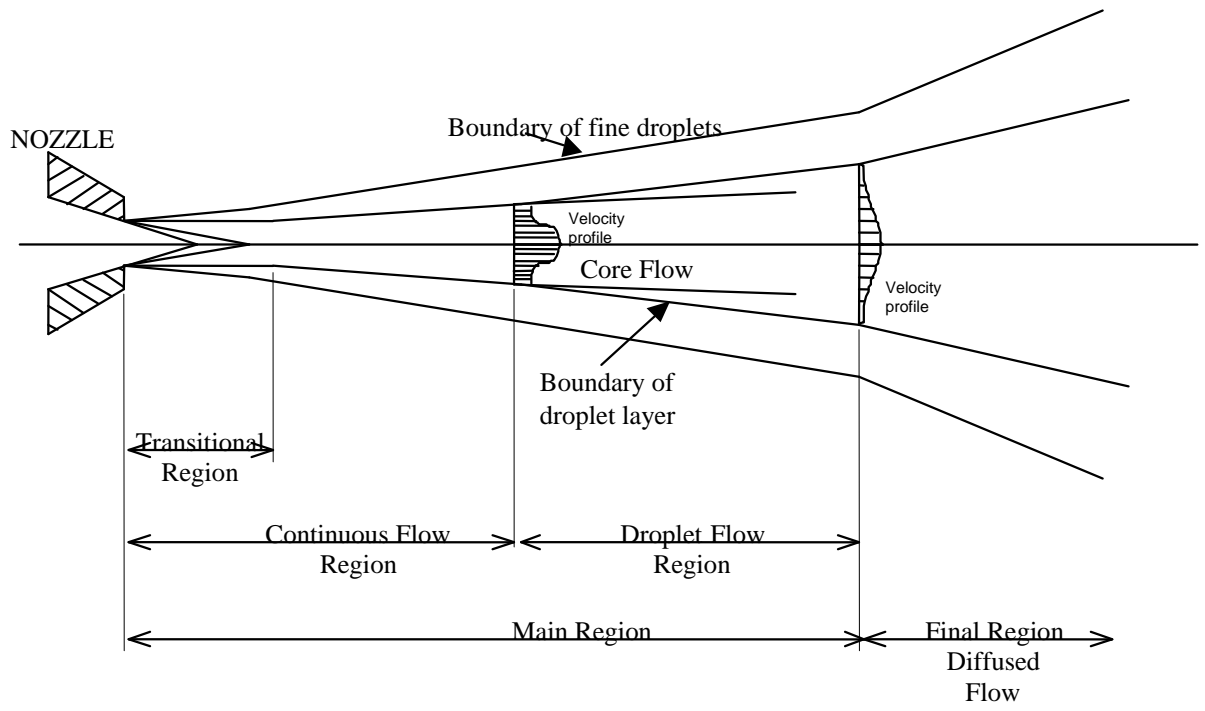 Boundary of fine droplets
NOZZLE
Velocity
profile
Core Flow
Velocity
profile
Boundary of
droplet layer
Transitional
Region
Continuous Flow
Region
Droplet Flow
Region
Main Region
Final Region
Diffused
Flow